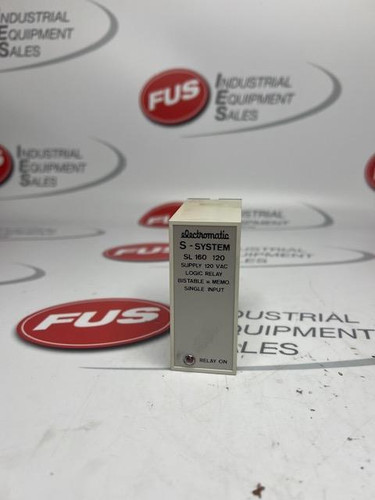 NDUSTRIAL
EQUIPMENT
SALES
FUS
INDUSTRIAL
EQUIPMENT
SALES
INDUSTRIAL
EQUIPMENT
SALES
electromatic
S - SYSTEM
SL 160 120
SUPPLY 120 VAC
LOGIC RELAY
BISTABLE w. MEMO.
SINGLE INPUT
RELAY ON
FUS
INDUSTRIAL
EQUIPMENT
SALES